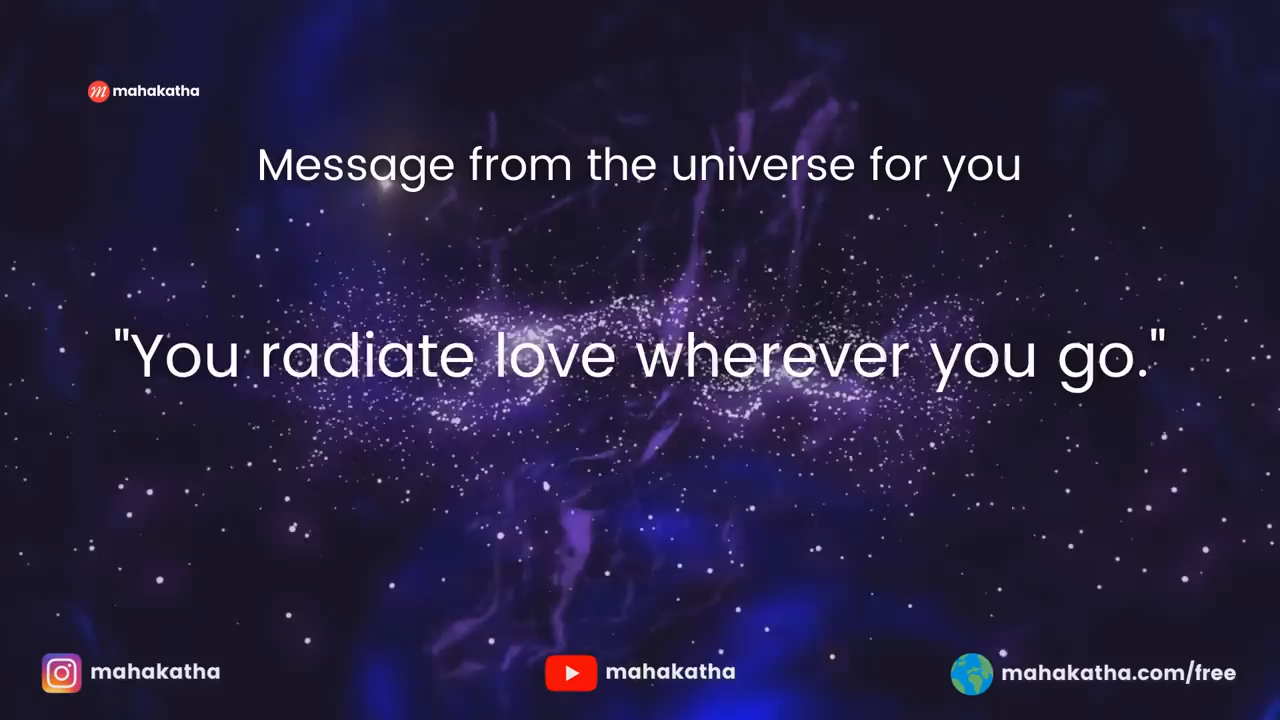 mahakatha
Message from the universe for you
"You radiate love wherever you go."
mahakatha
mahakatha
mahakatha.com/free